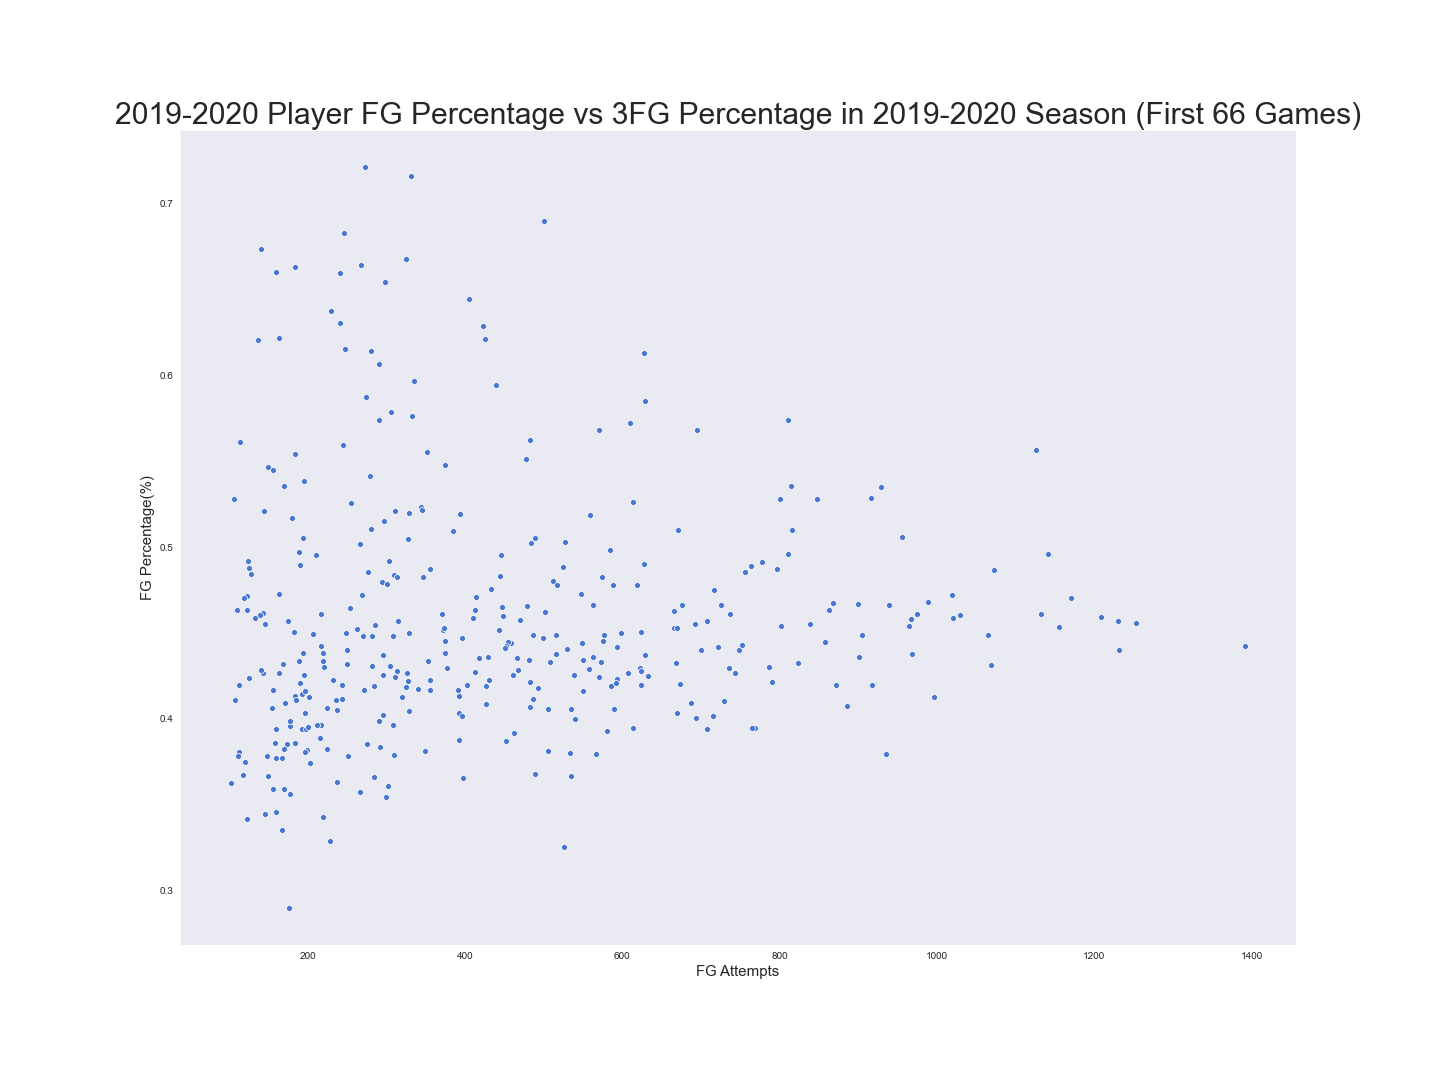 2019-2020 Player FG Percentage vs 3FG Percentage in 2019-2020 Season (First 66 Games)
0.7
0.6
0.5
0.4
0.3
FG Percentage(%)
200 400 600 800 1000 1200 1400
FG Attempts